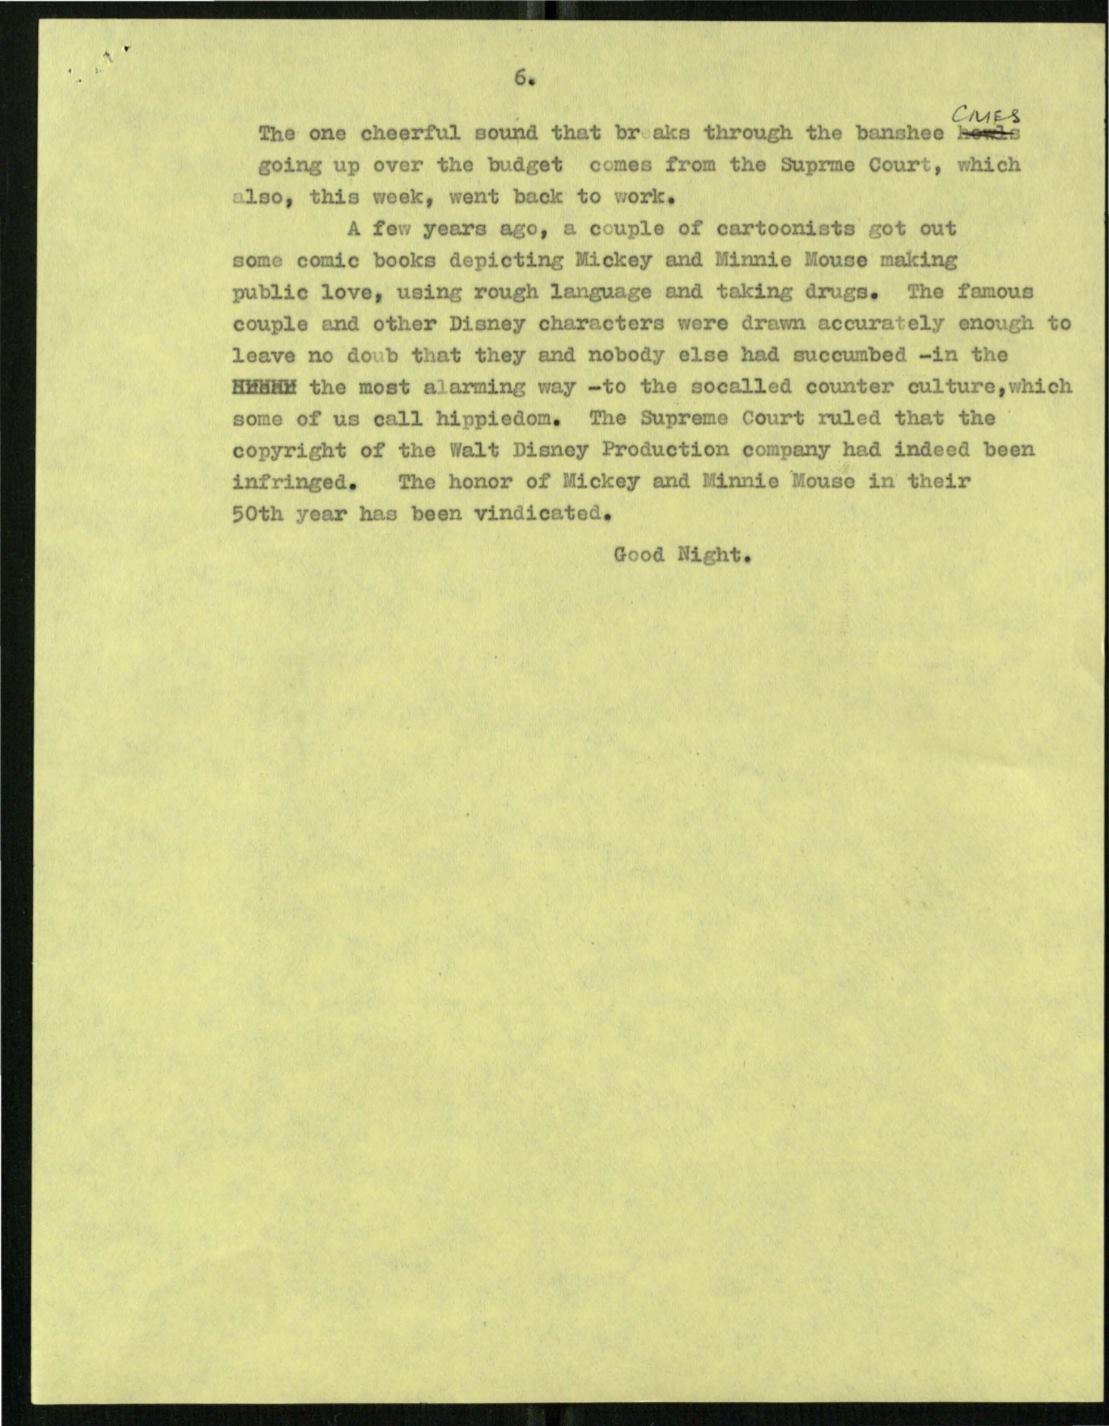 6.
CRIES
The one cheerful sound that breaks through the banshee howls
going up over the budget comes from the Suprme Court, which
also, this week, went back to work.
A few years ago, a couple of cartoonists got out
some comic books depicting Mickey and Minnie Mouse making
public love, using rough language and taking drugs. The famous
couple and other Disney characters were drawn accurately enough to
leave no doub that they and nobody else had succumbed -in the
the most alarming way -to the socalled counter culture,which
some of us call hippiedom. The Supreme Court ruled that the
copyright of the Walt Disney Production company had indeed been
infringed. The honor of Mickey and Minnie Mouse in their
50th year has been vindicated.
Good Night.